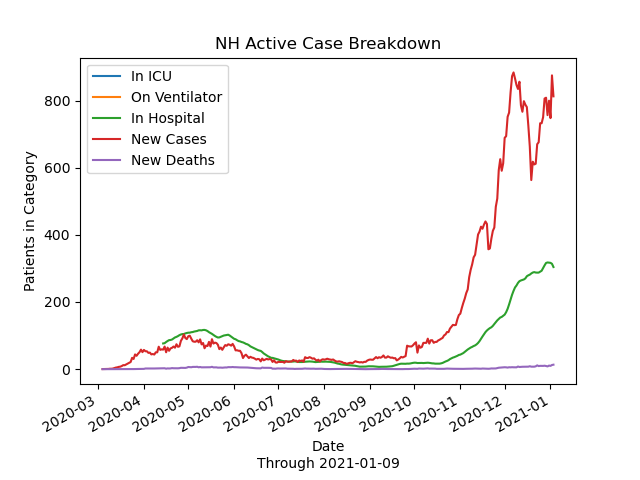 NH Active Case Breakdown
In ICU
On Ventilator
In Hospital
New Cases
New Deaths
Patients in Category
800
600
400
200
0
2020-03
2020-04
2020-05
2020-06
2020-07
2020-08
2020-09
2020-10
2020-11
2020-12
2021-01
Date
Through 2021-01-09